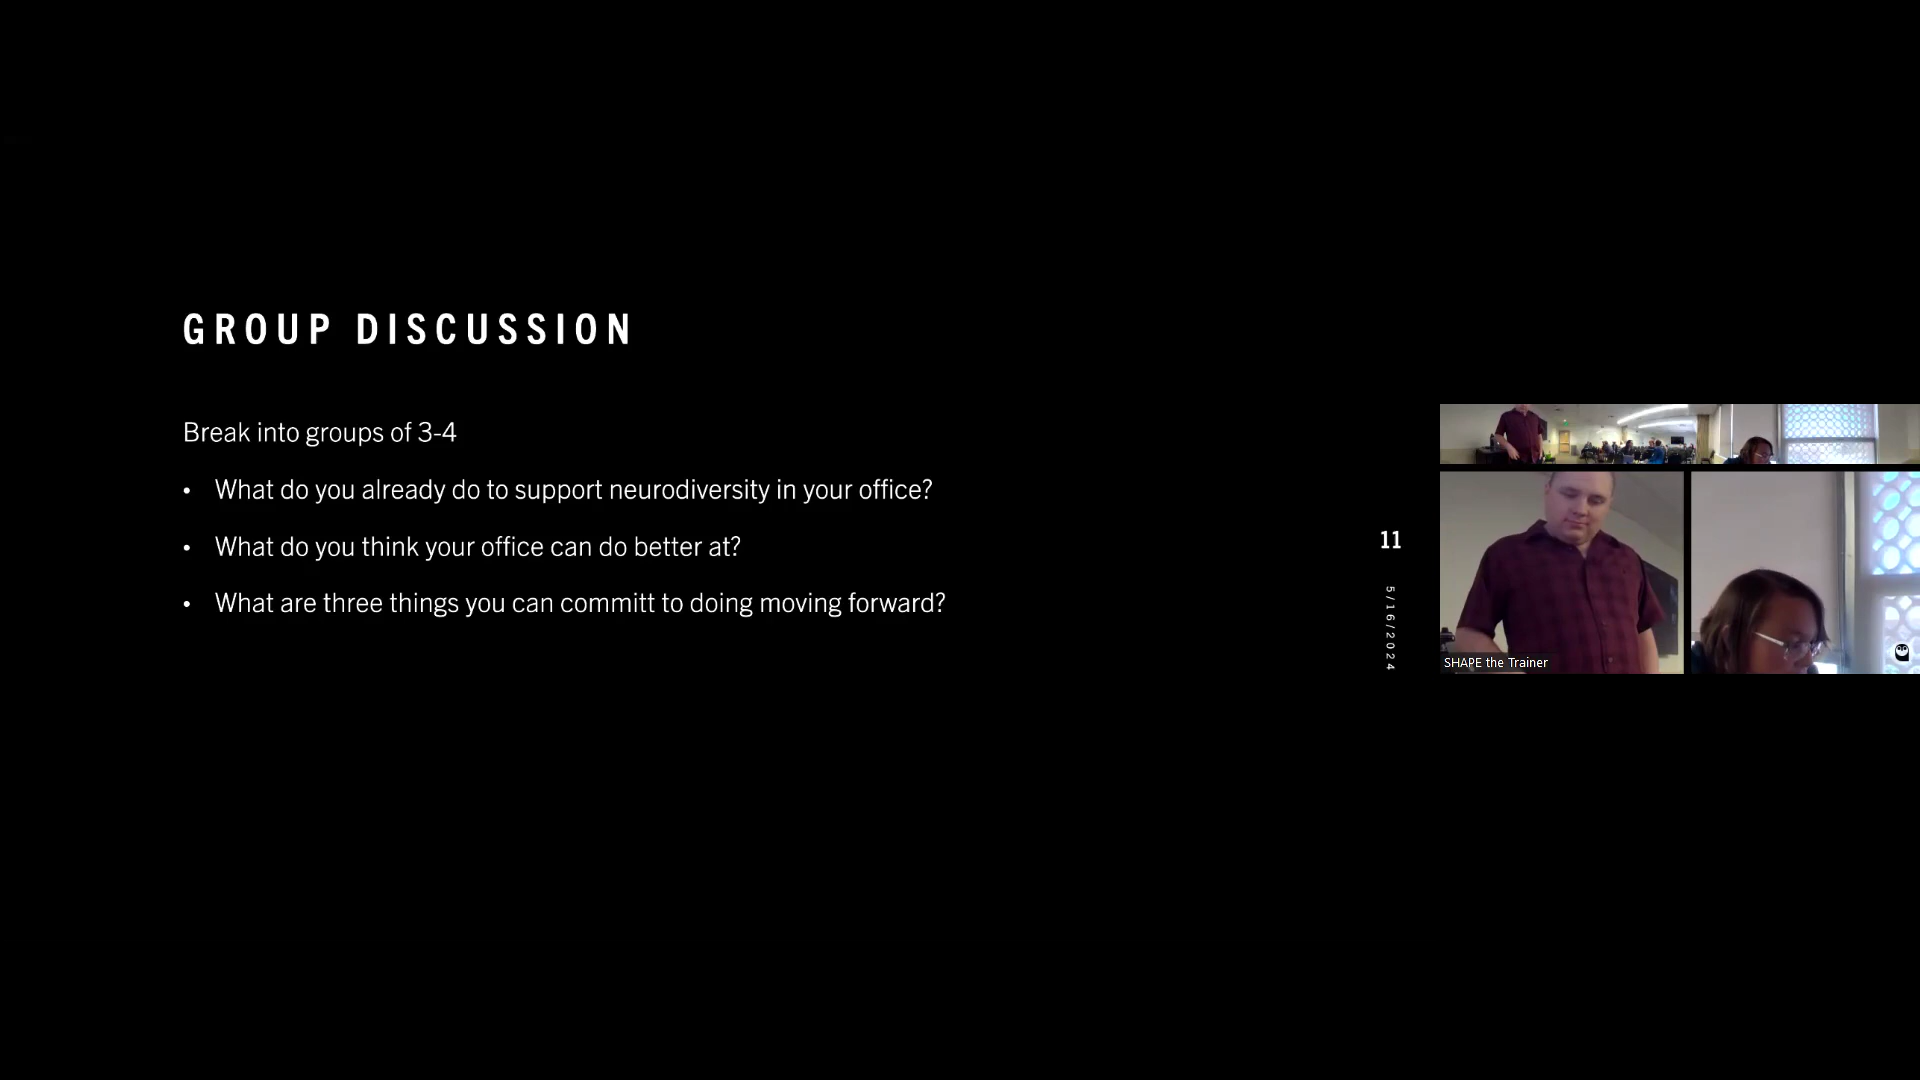 GROUP DISCUSSION
Break into groups of 3-4
• What do you already do to support neurodiversity in your office?
• What do you think your office can do better at?
• What are three things you can committ to doing moving forward?
11
5/16/2024
SHAPE the Trainer